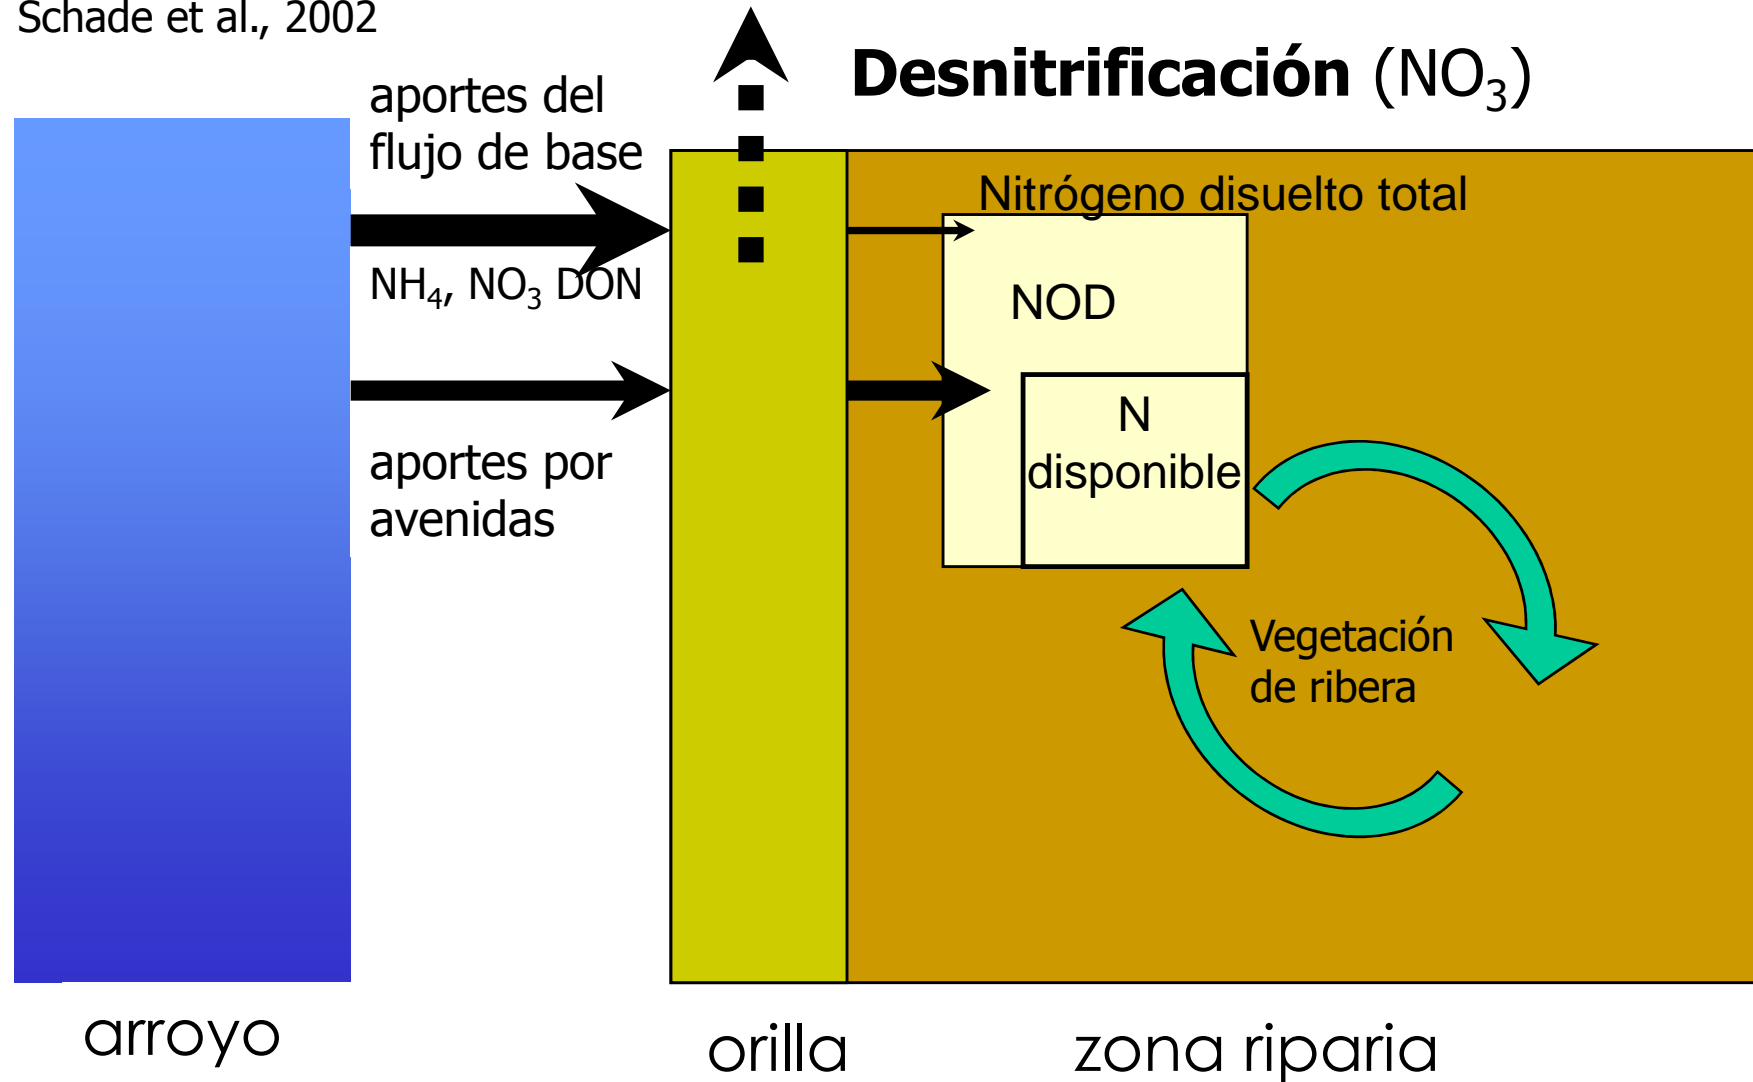 Schade et al., 2002
Desnitrificación (NO₃)
aportes del
flujo de base
NH₄, NO₃ DON
aportes por
avenidas
Nitrógeno disuelto total
NOD
N
disponible
Vegetación
de ribera
arroyo
orilla
zona riparia